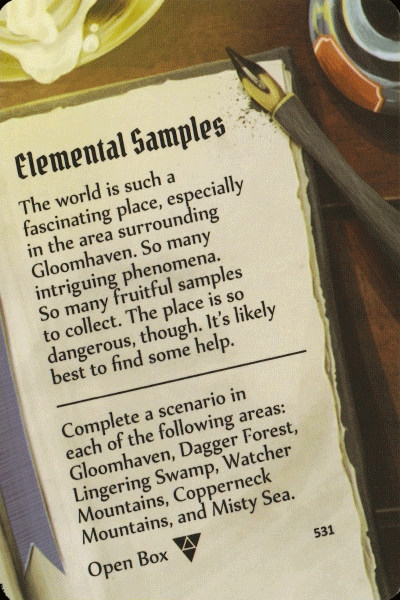 Elemental Samples
The world is such a
fascinating place, especially
in the area surrounding
Gloomhaven. So many
intriguing phenomena.
So many fruitful samples
to collect. The place is so
dangerous, though. It's likely
best to find some help.
Complete a scenario in
each of the following areas:
Gloomhaven, Dagger Forest,
Lingering Swamp, Watcher
Mountains, Copperneck
Mountains, and Misty Sea.
Open Box
531